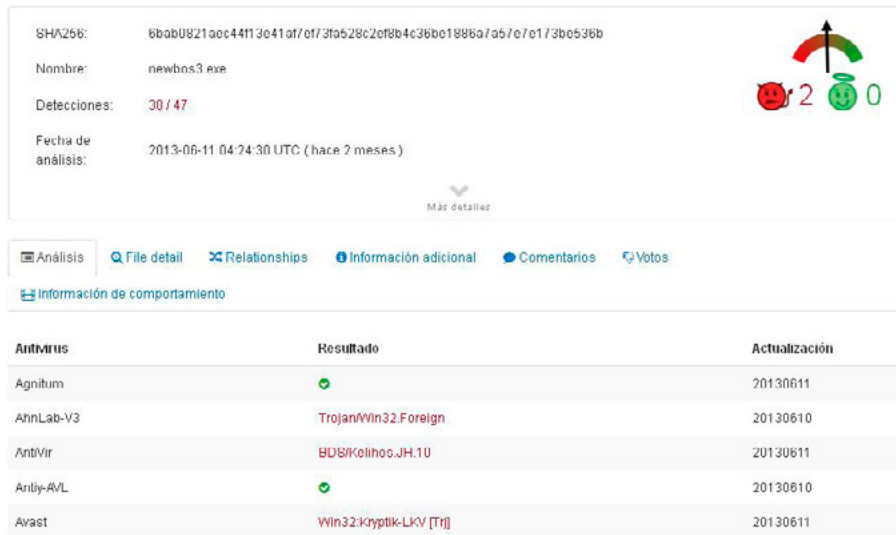 SHA256: 6bab0821aec44f13e41af7ef73fa528c2ef8b4c36be1886a7a57e7e173be536b
Nombre: newbos3.exe
Detecciones: 38 / 47
Fecha de análisis: 2013-06-11 04:24:30 UTC ( hace 2 meses )
2 0
Más detalles
Análisis File detail Relationships Información adicional Comentarios Votos
Información de comportamiento
Antivirus Resultado Actualización
Agnitum 20130611
AhnLab-V3 Trojan/Win32.Foreign 20130610
AntiVir BDS/Kelihos.JH.10 20130611
Antiy-AVL 20130610
Avast Win32:Kryptik-LKV [Trj] 20130611